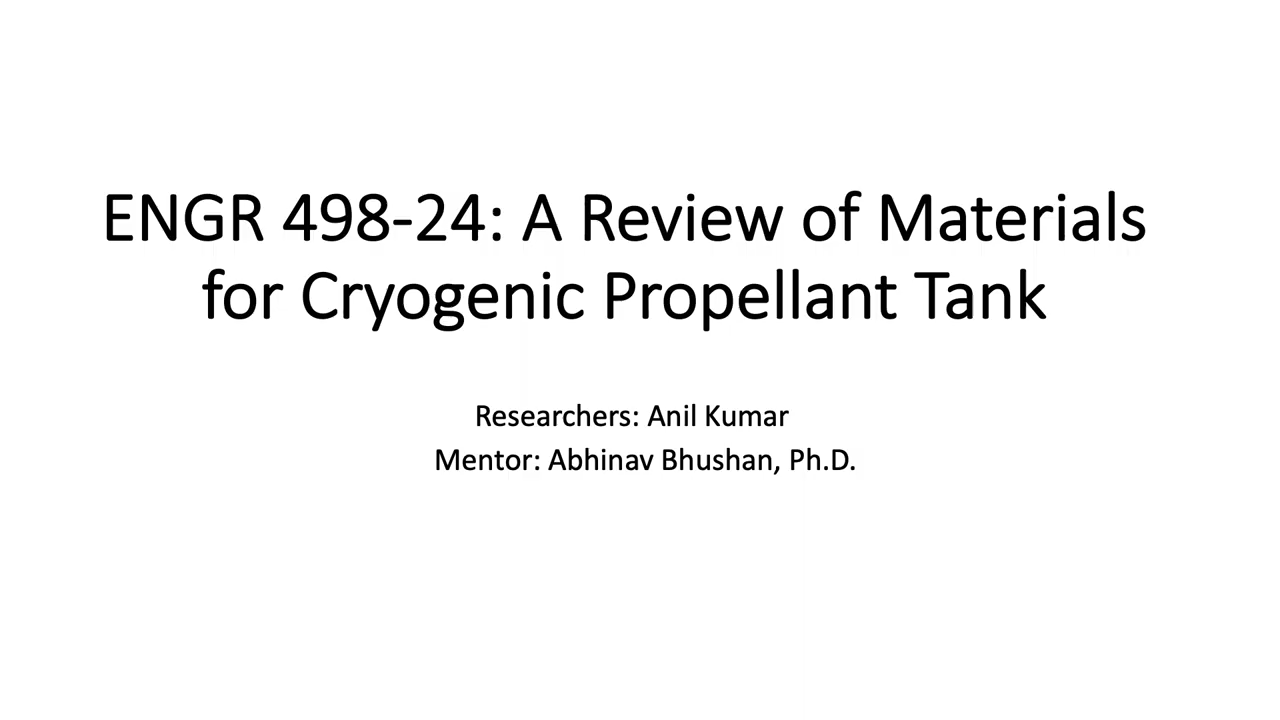 ENGR 498-24: A Review of Materials
for Cryogenic Propellant Tank
Researchers: Anil Kumar
Mentor: Abhinav Bhushan, Ph.D.